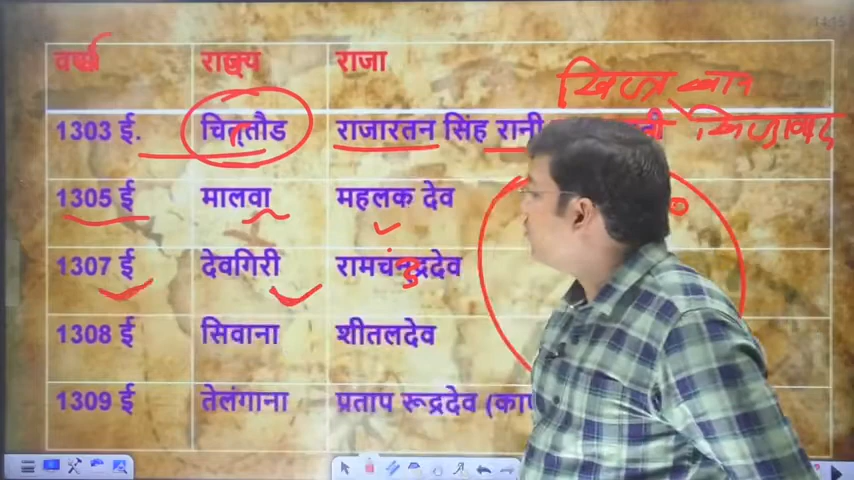 वर्ष राज्य राजा
खिज्र खान
1303 ई. चित्तौड राजारतन सिंह रानी
खिज्राबाद
1305 ई मालवा महलक देव
1307 ई देवगिरी रामचंन्द्रदेव
1308 ई सिवाना शीतलदेव
1309 ई तेलंगाना प्रताप रूद्रदेव